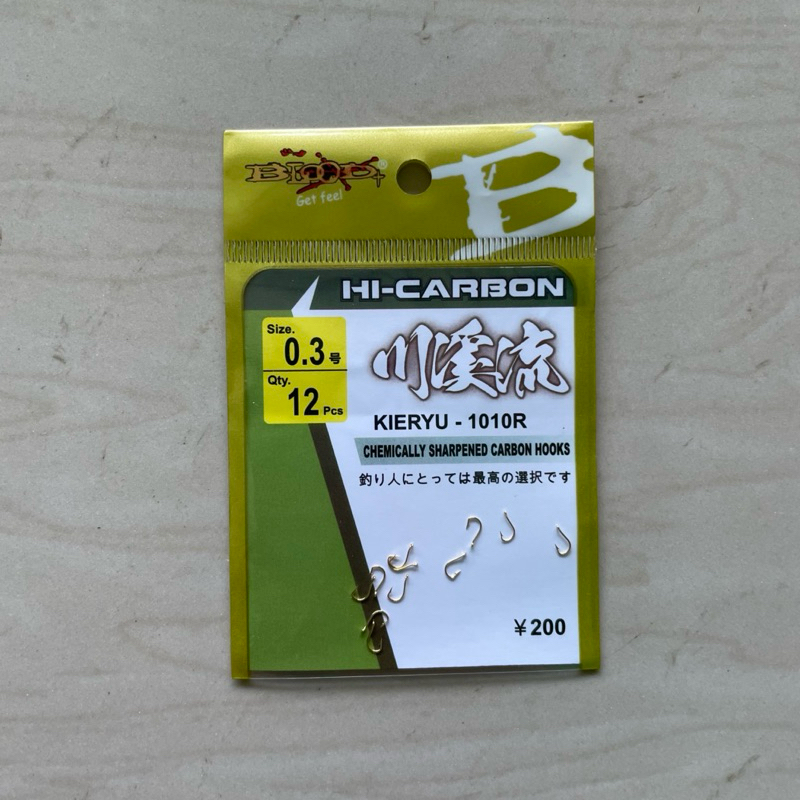 BLOOD+®
Get feel
B
HI-CARBON
Size.
0.3号
Qty.
12 Pcs
川渓流
KIERYU - 1010R
CHEMICALLY SHARPENED CARBON HOOKS
釣り人にとっては最高の選択です
￥200